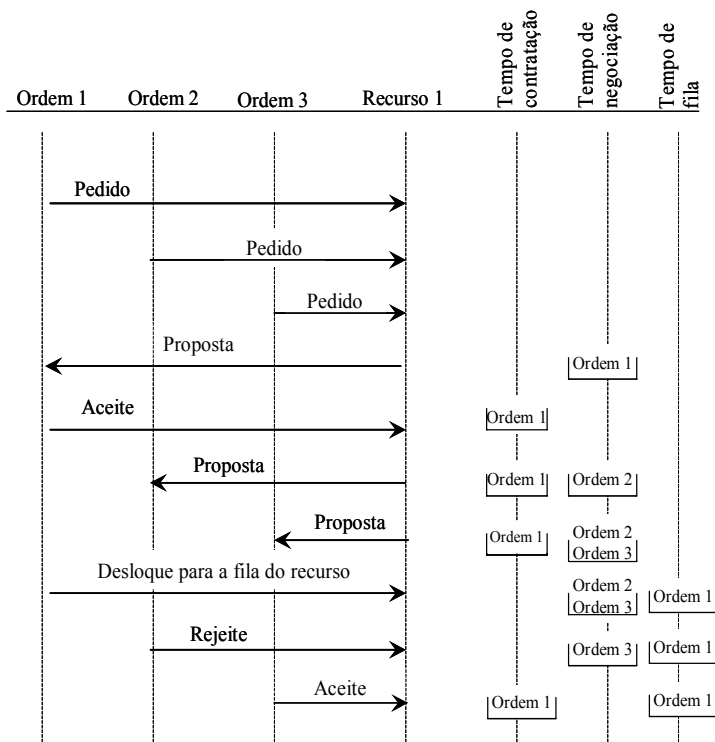 Ordem 1
Ordem 2
Ordem 3
Recurso 1
Tempo de
contratação
Tempo de
negociação
Tempo de
fila
Pedido
Pedido
Pedido
Proposta
Ordem 1
Aceite
Ordem 1
Proposta
Ordem 1
Ordem 2
Proposta
Ordem 1
Ordem 2
Ordem 3
Desloque para a fila do recurso
Ordem 2
Ordem 3
Ordem 1
Rejeite
Ordem 3
Ordem 1
Aceite
Ordem 1
Ordem 1